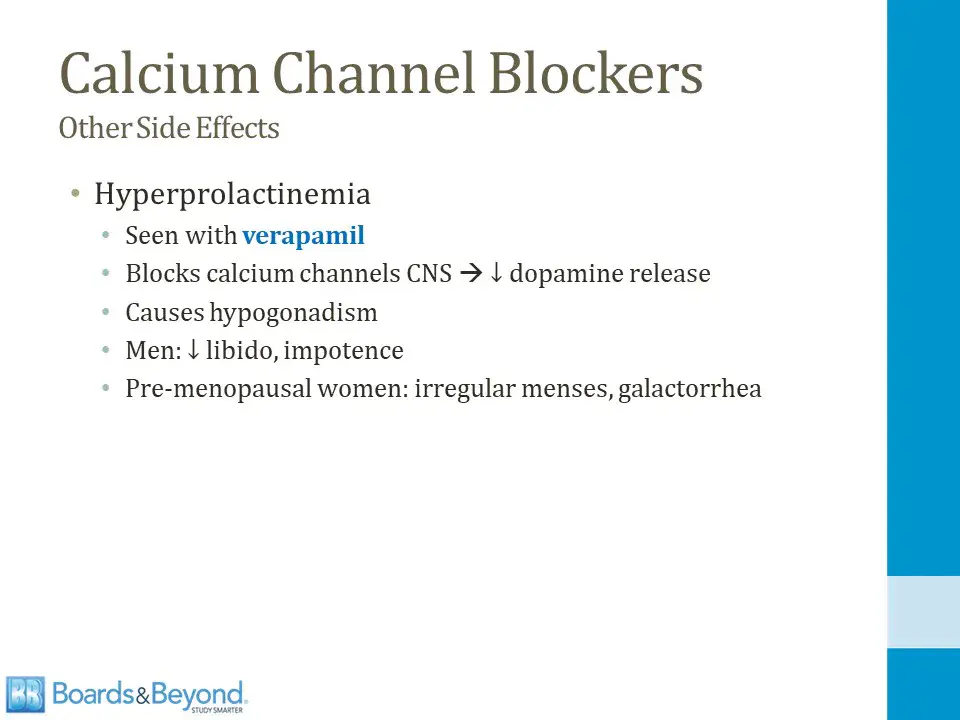 Calcium Channel Blockers
Other Side Effects
• Hyperprolactinemia
• Seen with verapamil
• Blocks calcium channels CNS → ↓ dopamine release
• Causes hypogonadism
• Men: ↓ libido, impotence
• Pre-menopausal women: irregular menses, galactorrhea
BB Boards&Beyond.
STUDY SMARTER